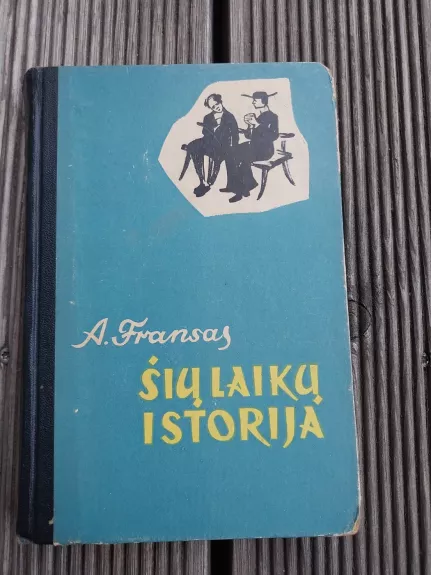 A. Fransas
ŠIŲ LAIKŲ
ISTORIJA